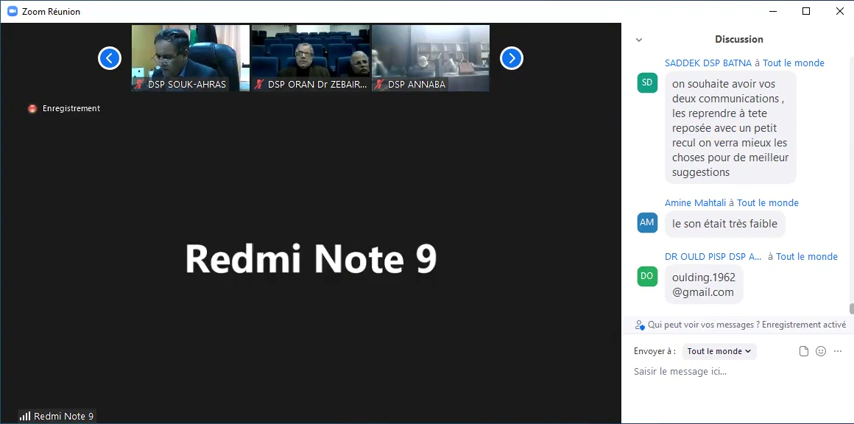 Zoom Réunion
DSP SOUK-AHRAS
DSP ORAN Dr ZEBAIR...
DSP ANNABA
Enregistrement
Redmi Note 9
Redmi Note 9
Discussion
SADDEK DSP BATNA à Tout le monde
SD
on souhaite avoir vos
deux communications ,
les reprendre à tete
reposée avec un petit
recul on verra mieux les
choses pour de meilleur
suggestions
Amine Mahtali à Tout le monde
AM
le son était très faible
DR OULD PISP DSP A... à Tout le monde
DO
oulding.1962
@gmail.com
Qui peut voir vos messages ? Enregistrement activé
Envoyer à : Tout le monde
Saisir le message ici...